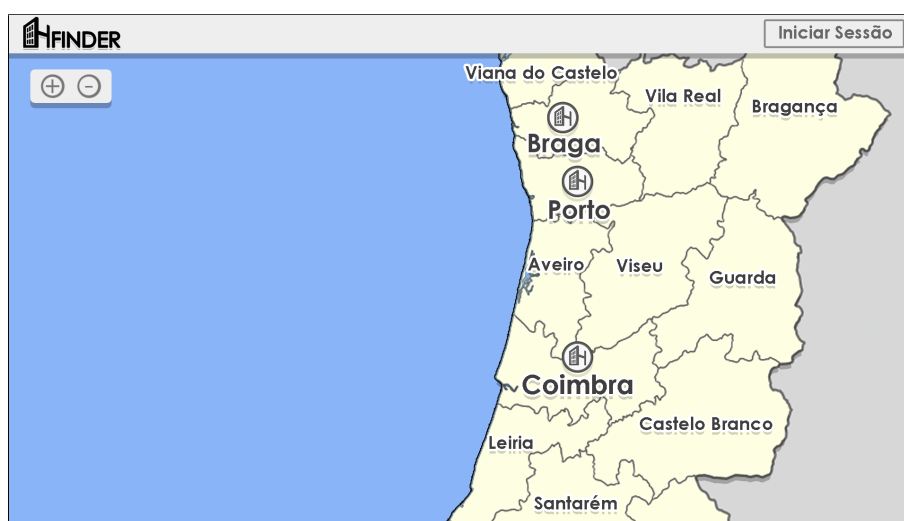 HFINDER
Iniciar Sessão
Viana do Castelo
Vila Real
Bragança
Braga
Porto
Aveiro
Viseu
Guarda
Coimbra
Castelo Branco
Leiria
Santarém